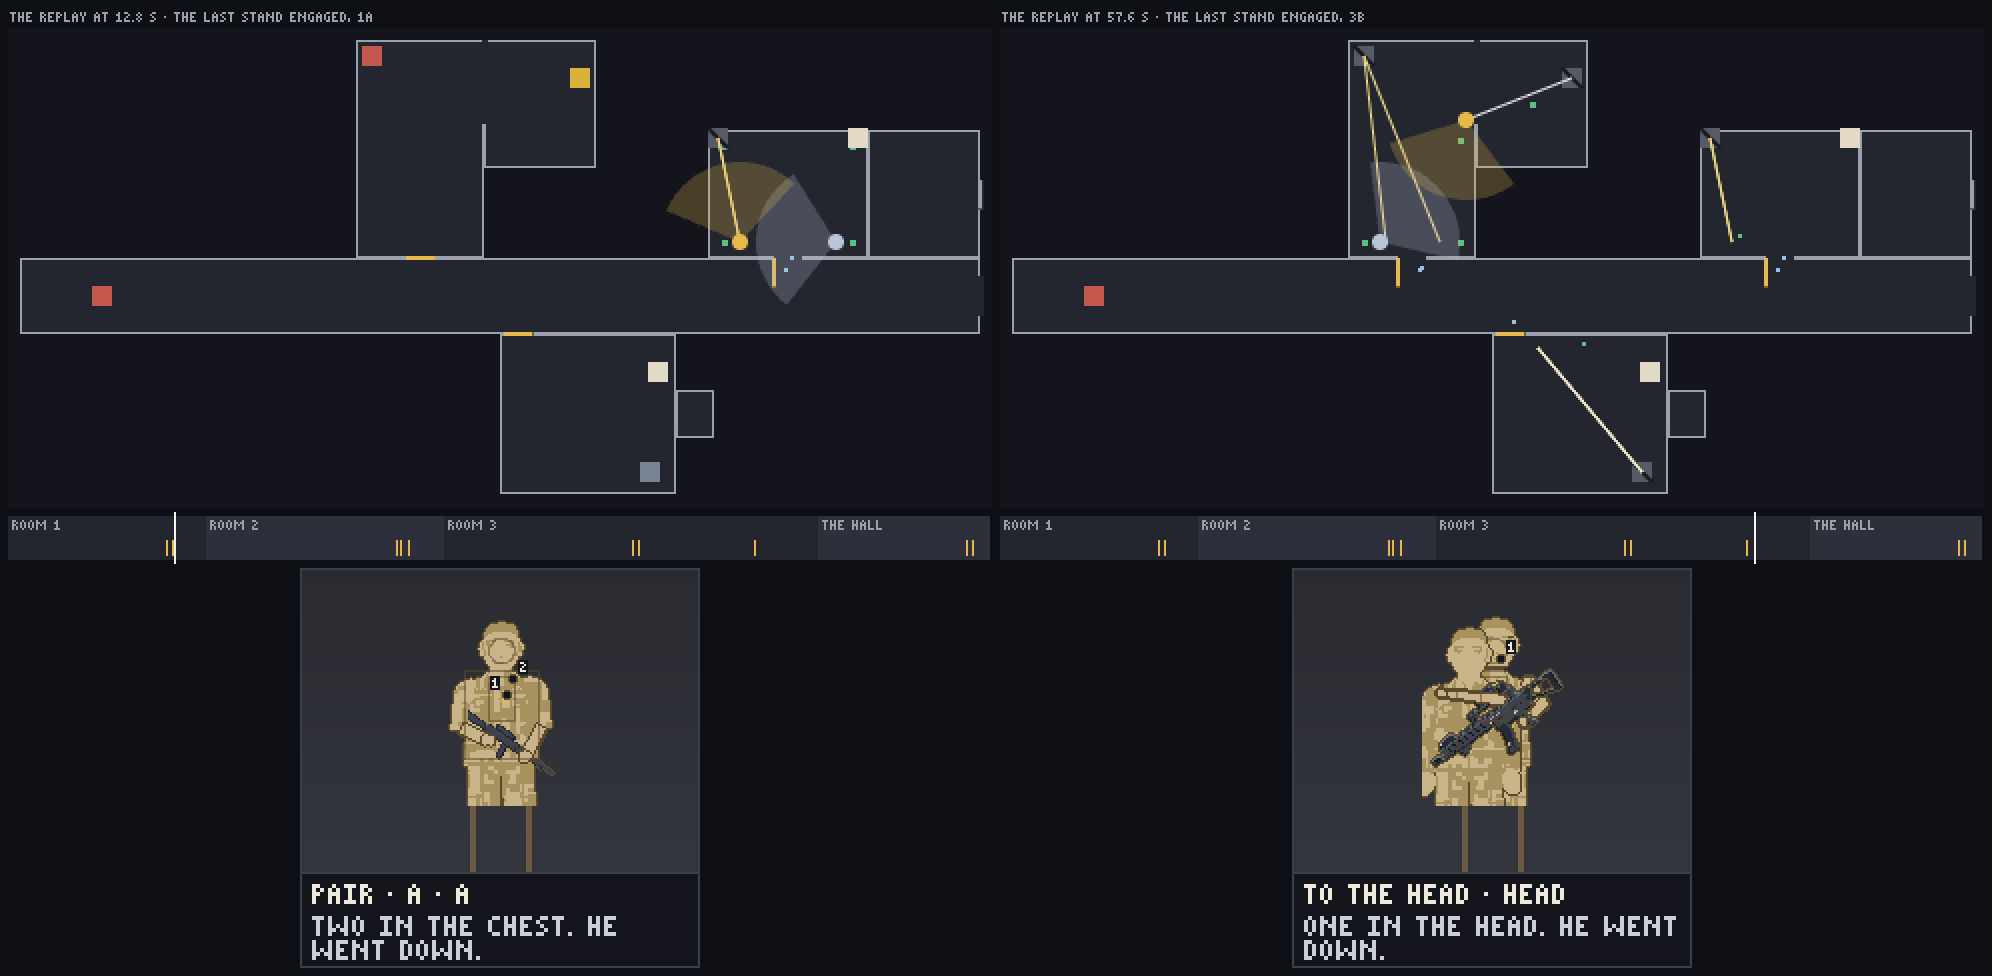 THE REPLAY AT 12.8 S · THE LAST STAND ENGAGED. 1A
THE REPLAY AT 57.6 S · THE LAST STAND ENGAGED. 3B
ROOM 1
ROOM 2
ROOM 3
THE HALL
ROOM 1
ROOM 2
ROOM 3
THE HALL
1
2
PAIR · A · A
TWO IN THE CHEST. HE
WENT DOWN.
1
TO THE HEAD · HEAD
ONE IN THE HEAD. HE WENT
DOWN.